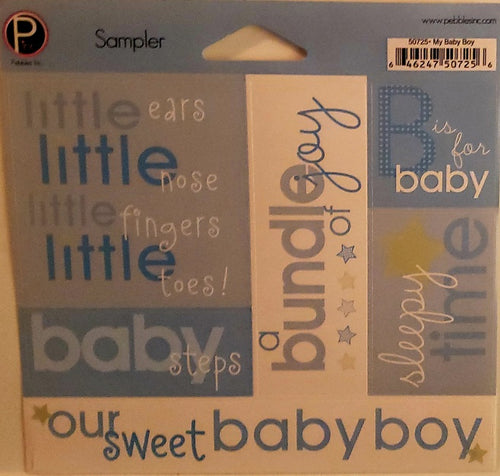 P
Pebbles Inc.
Sampler
www.pebblesinc.com
50725• My Baby Boy
6 46247 50725 6
little ears
little nose
little fingers
little toes!
baby steps
a bundle of joy
B is for baby
sleepy time
our sweet baby boy